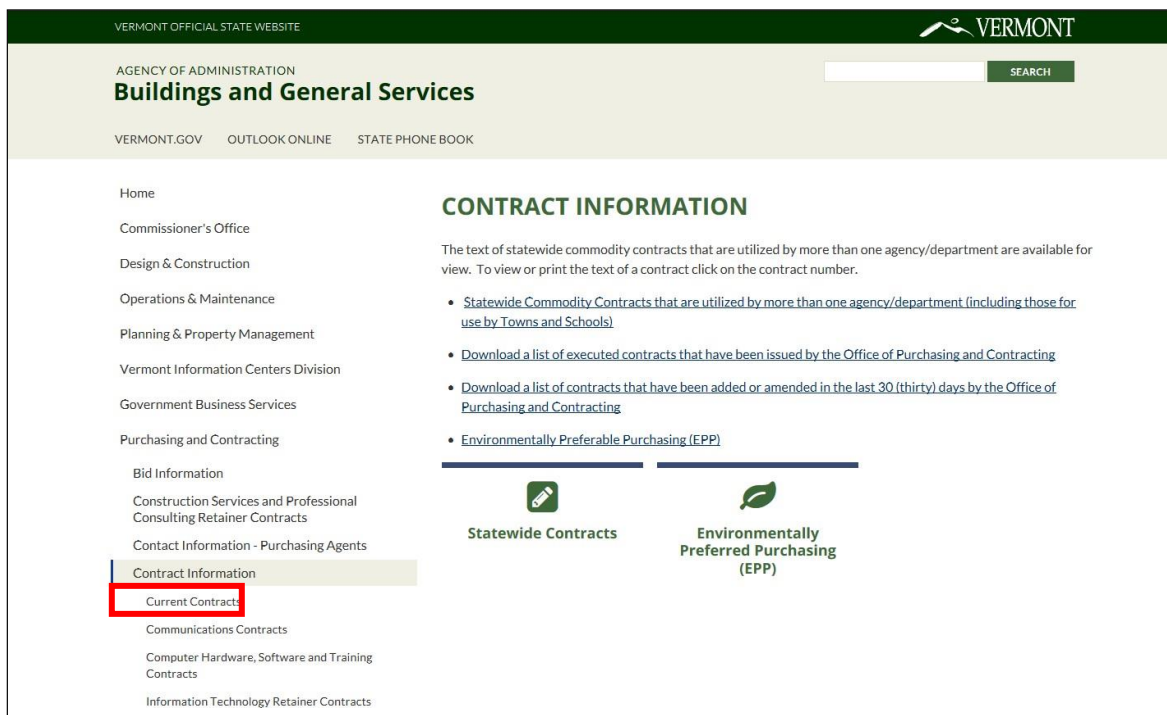 VERMONT OFFICIAL STATE WEBSITE
VERMONT
AGENCY OF ADMINISTRATION
Buildings and General Services
SEARCH
VERMONT.GOV OUTLOOK ONLINE STATE PHONE BOOK
Home
Commissioner's Office
Design & Construction
Operations & Maintenance
Planning & Property Management
Vermont Information Centers Division
Government Business Services
Purchasing and Contracting
Bid Information
Construction Services and Professional
Consulting Retainer Contracts
Contact Information - Purchasing Agents
Contract Information
Current Contracts
Communications Contracts
Computer Hardware, Software and Training
Contracts
Information Technology Retainer Contracts
CONTRACT INFORMATION
The text of statewide commodity contracts that are utilized by more than one agency/department are available for
view. To view or print the text of a contract click on the contract number.
• Statewide Commodity Contracts that are utilized by more than one agency/department (including those for
use by Towns and Schools)
• Download a list of executed contracts that have been issued by the Office of Purchasing and Contracting
• Download a list of contracts that have been added or amended in the last 30 (thirty) days by the Office of
Purchasing and Contracting
• Environmentally Preferable Purchasing (EPP)
Statewide Contracts
Environmentally
Preferred Purchasing
(EPP)